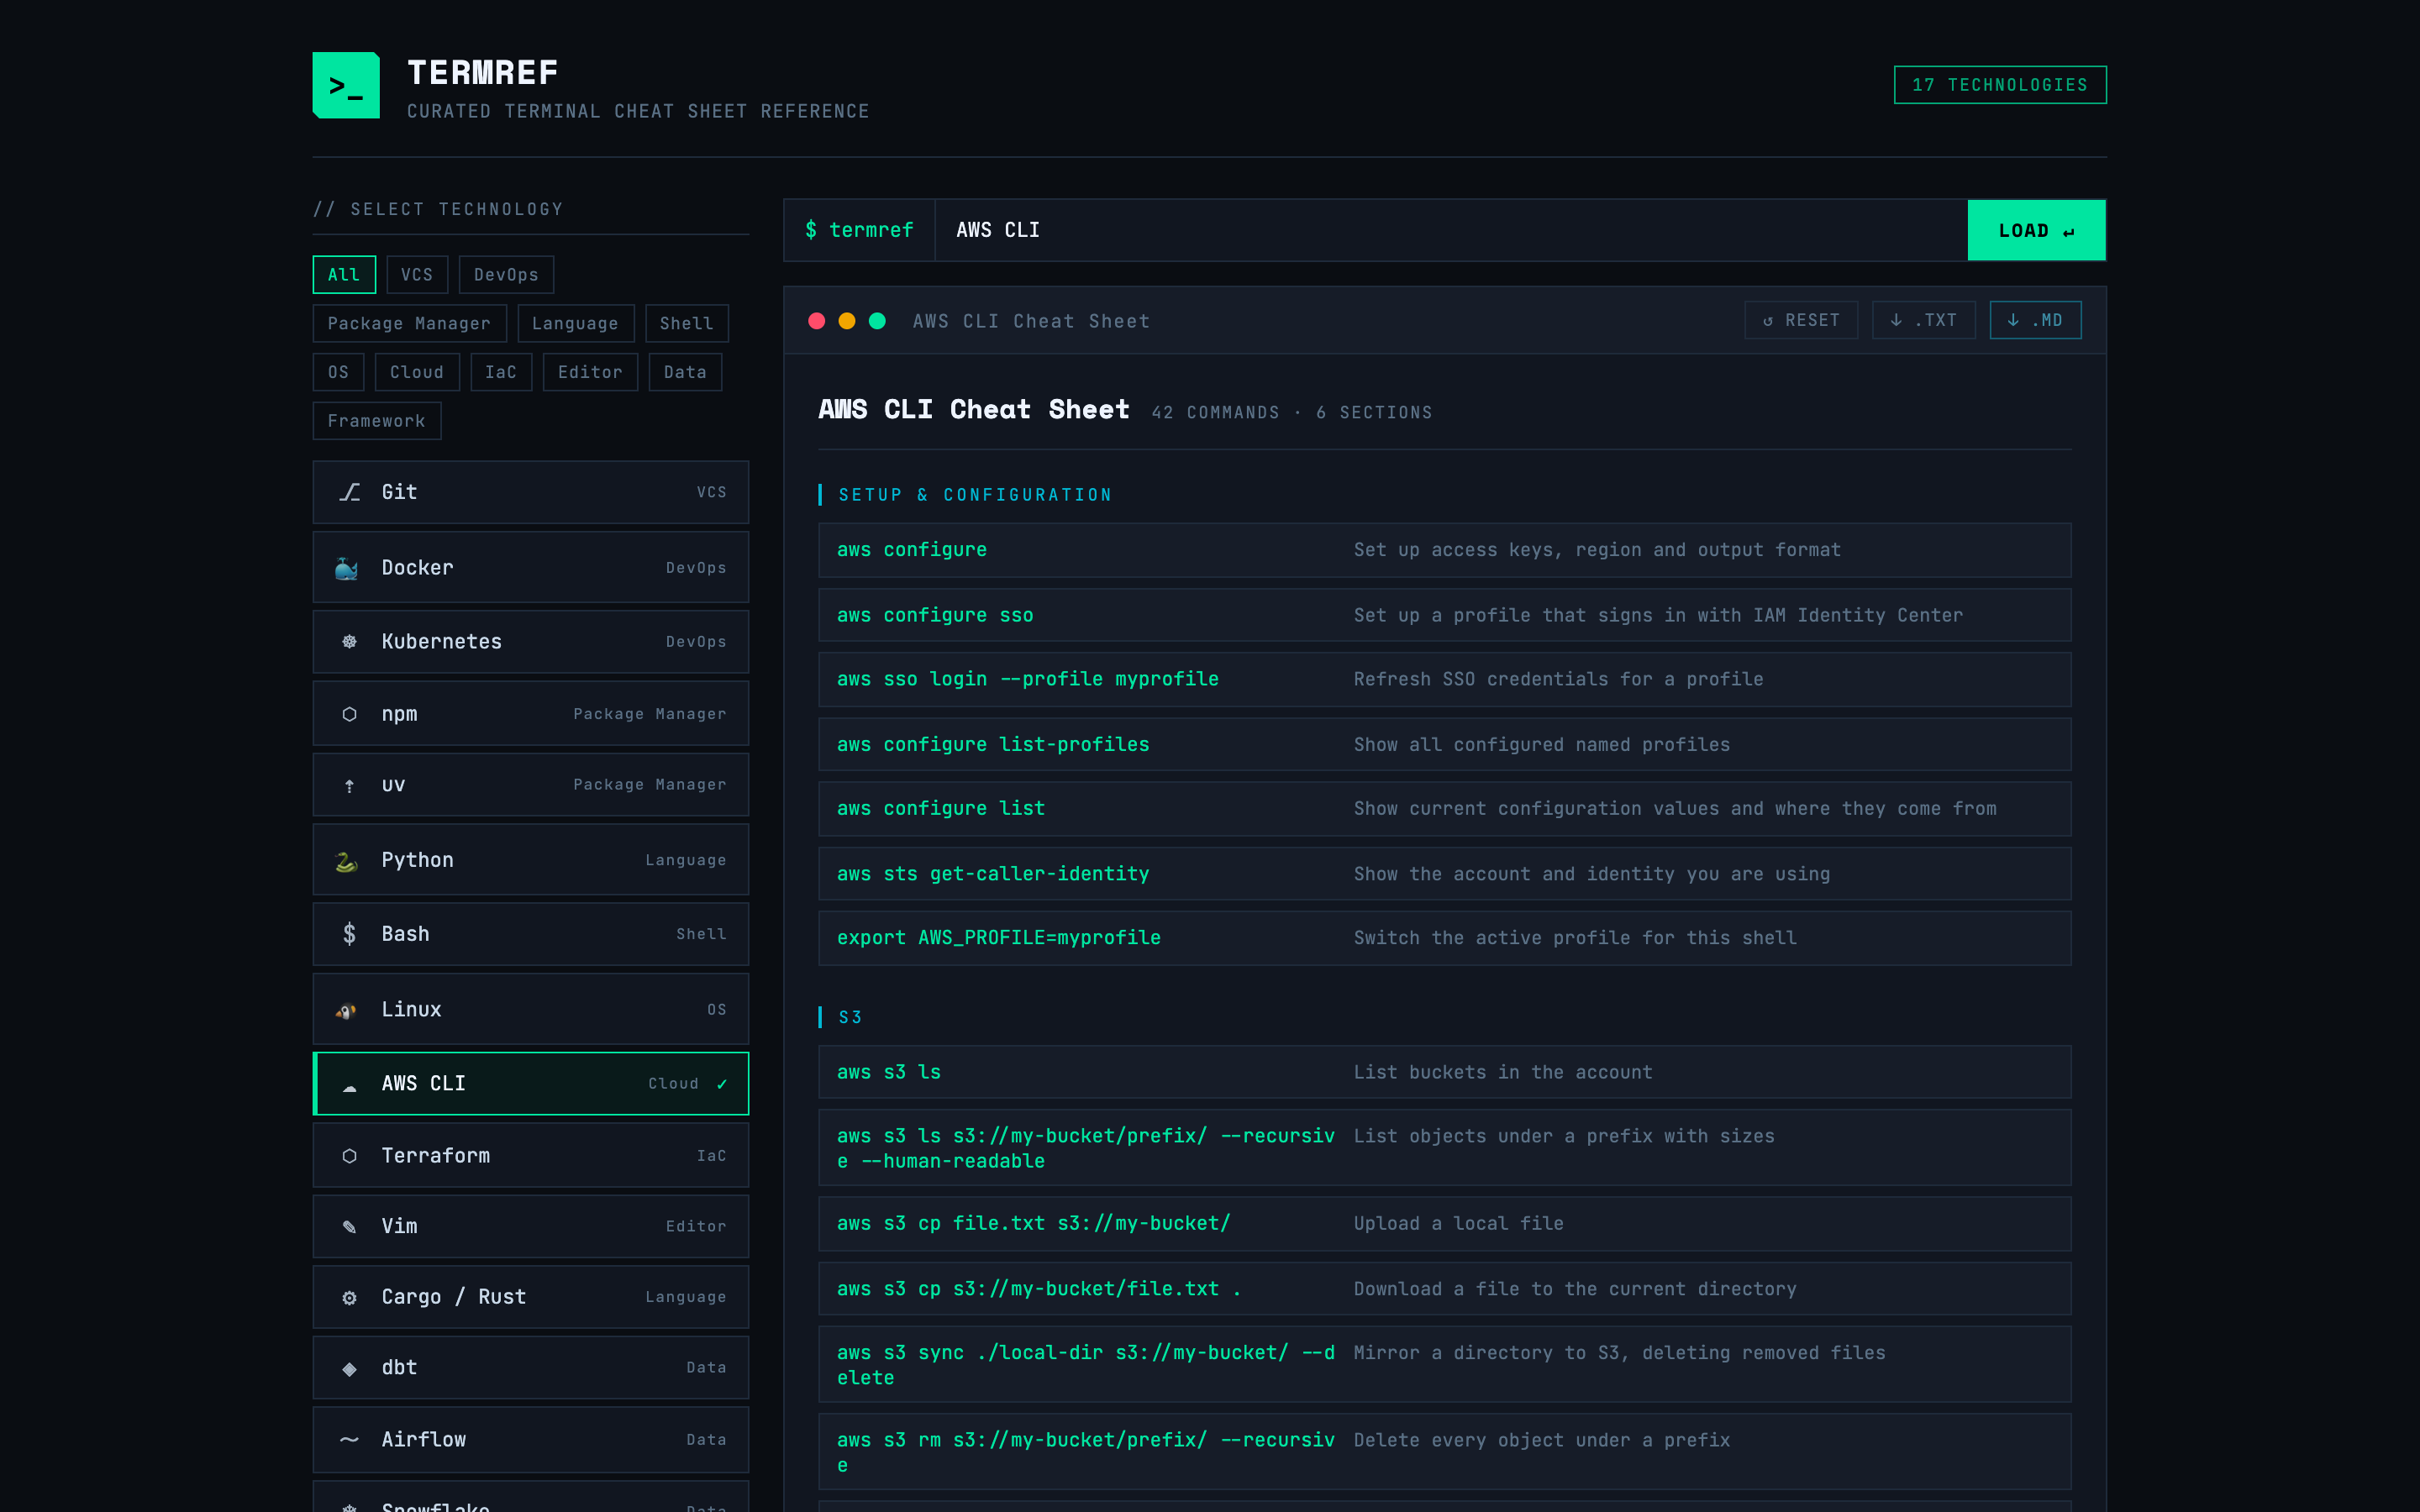 >_
TERMREF
CURATED TERMINAL CHEAT SHEET REFERENCE
17 TECHNOLOGIES
// SELECT TECHNOLOGY
All VCS DevOps
Package Manager Language Shell
OS Cloud IaC Editor Data
Framework
Git VCS
Docker DevOps
Kubernetes DevOps
npm Package Manager
uv Package Manager
Python Language
$ Bash Shell
Linux OS
AWS CLI Cloud ✓
Terraform IaC
Vim Editor
Cargo / Rust Language
dbt Data
Airflow Data
Snowflake Data
$ termref AWS CLI LOAD ↵
AWS CLI Cheat Sheet ↺ RESET ↓ .TXT ↓ .MD
AWS CLI Cheat Sheet 42 COMMANDS · 6 SECTIONS
SETUP & CONFIGURATION
aws configure Set up access keys, region and output format
aws configure sso Set up a profile that signs in with IAM Identity Center
aws sso login --profile myprofile Refresh SSO credentials for a profile
aws configure list-profiles Show all configured named profiles
aws configure list Show current configuration values and where they come from
aws sts get-caller-identity Show the account and identity you are using
export AWS_PROFILE=myprofile Switch the active profile for this shell
S3
aws s3 ls List buckets in the account
aws s3 ls s3://my-bucket/prefix/ --recursiv List objects under a prefix with sizes
e --human-readable
aws s3 cp file.txt s3://my-bucket/ Upload a local file
aws s3 cp s3://my-bucket/file.txt . Download a file to the current directory
aws s3 sync ./local-dir s3://my-bucket/ --d Mirror a directory to S3, deleting removed files
elete
aws s3 rm s3://my-bucket/prefix/ --recursiv Delete every object under a prefix
e